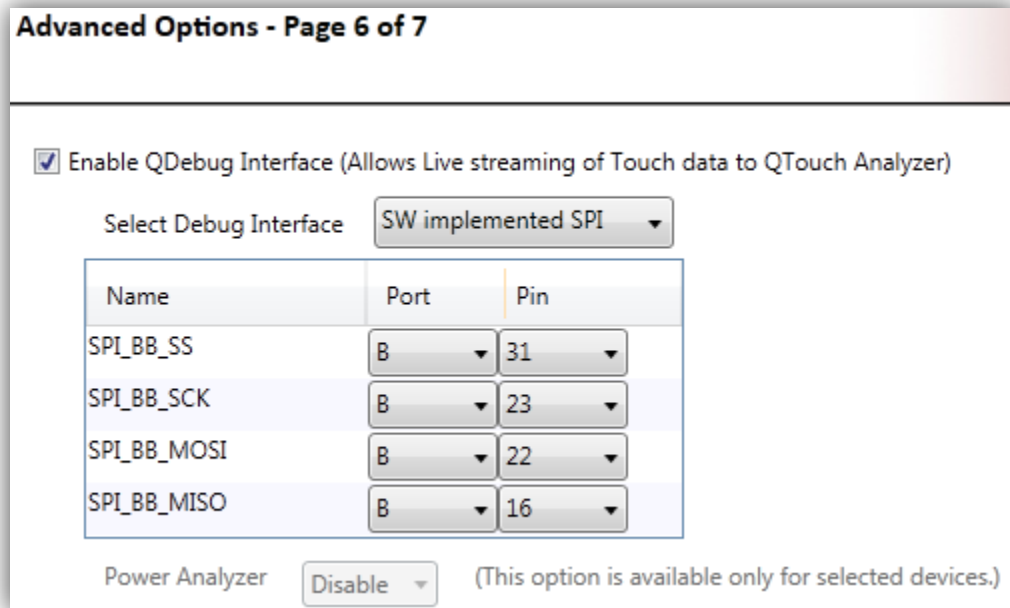 Advanced Options - Page 6 of 7
Enable QDebug Interface (Allows Live streaming of Touch data to QTouch Analyzer)
Select Debug Interface SW implemented SPI
Name Port Pin
SPI_BB_SS B 31
SPI_BB_SCK B 23
SPI_BB_MOSI B 22
SPI_BB_MISO B 16
Power Analyzer Disable (This option is available only for selected devices.)